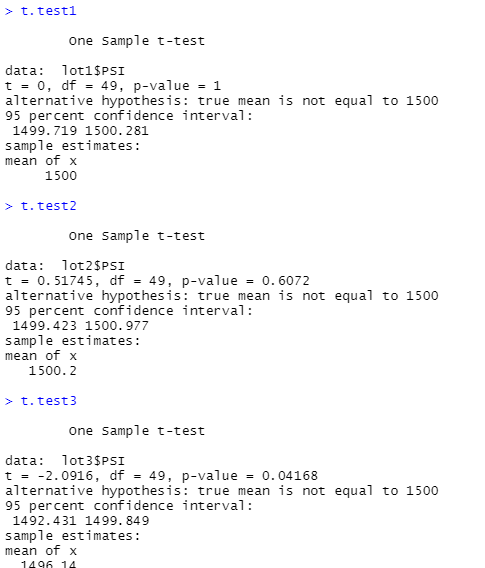 > t.test1
One Sample t-test
data:  lot1$PSI
t = 0, df = 49, p-value = 1
alternative hypothesis: true mean is not equal to 1500
95 percent confidence interval:
1499.719 1500.281
sample estimates:
mean of x
1500
> t.test2
One Sample t-test
data:  lot2$PSI
t = 0.51745, df = 49, p-value = 0.6072
alternative hypothesis: true mean is not equal to 1500
95 percent confidence interval:
1499.423 1500.977
sample estimates:
mean of x
1500.2
> t.test3
One Sample t-test
data:  lot3$PSI
t = -2.0916, df = 49, p-value = 0.04168
alternative hypothesis: true mean is not equal to 1500
95 percent confidence interval:
1492.431 1499.849
sample estimates:
mean of x
1496.14